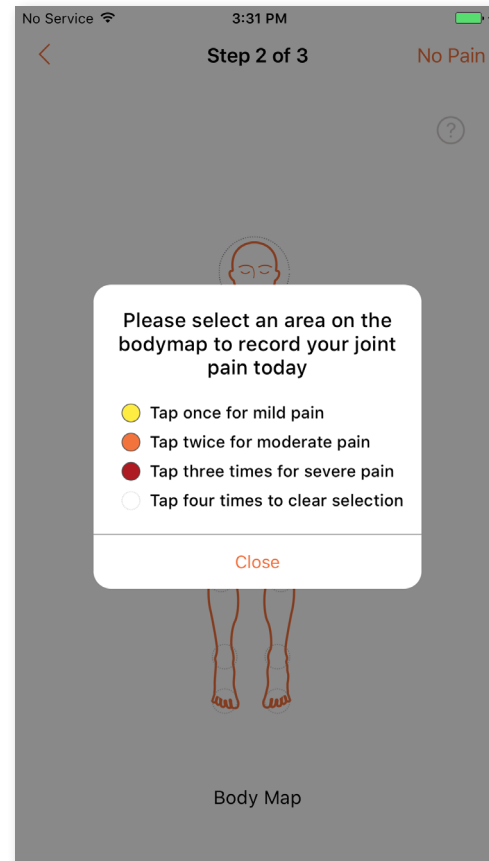 No Service 3:31 PM
Step 2 of 3 No Pain
?
Please select an area on the
bodymap to record your joint
pain today
Tap once for mild pain
Tap twice for moderate pain
Tap three times for severe pain
Tap four times to clear selection
Close
Body Map